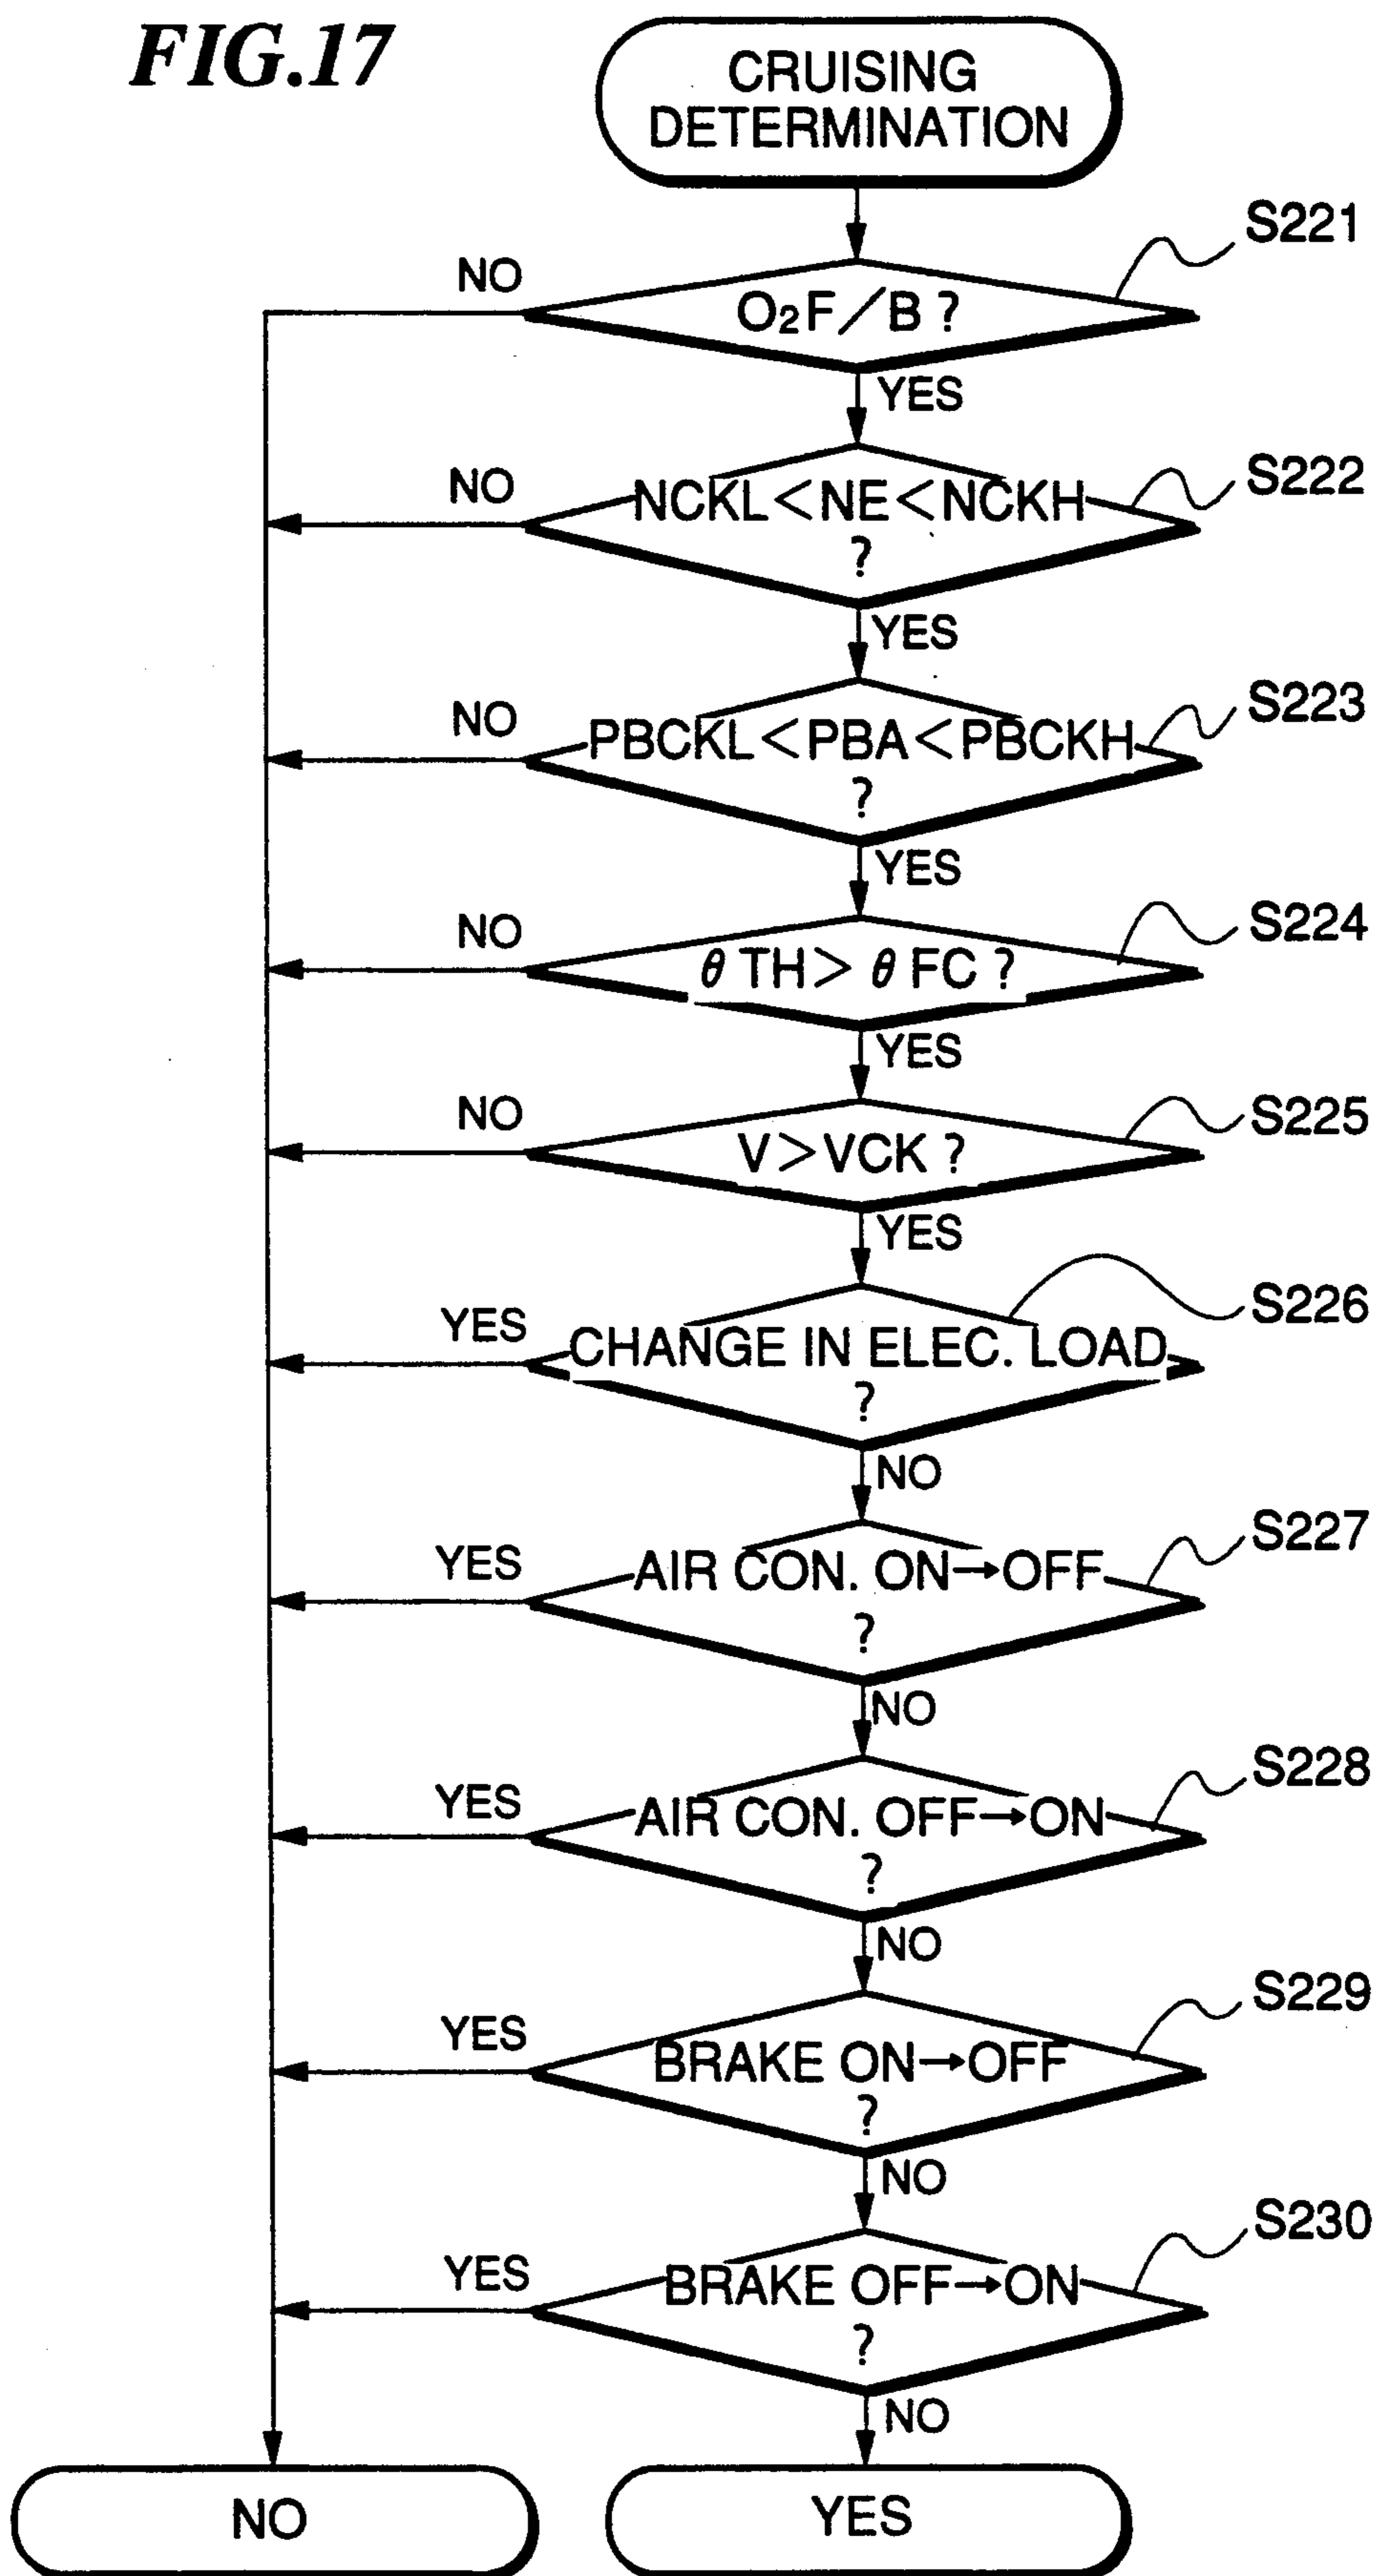 FIG.17
CRUISING
DETERMINATION
S221
NO
O₂F/B ?
YES
S222
NO
NCKL<NE<NCKH
?
YES
S223
NO
PBCKL<PBA<PBCKH
?
YES
S224
NO
θ TH> θ FC ?
YES
S225
NO
V>VCK ?
YES
S226
YES
CHANGE IN ELEC. LOAD
?
NO
S227
YES
AIR CON. ON→OFF
?
NO
S228
YES
AIR CON. OFF→ON
?
NO
S229
YES
BRAKE ON→OFF
?
NO
S230
YES
BRAKE OFF→ON
?
NO
NO
YES